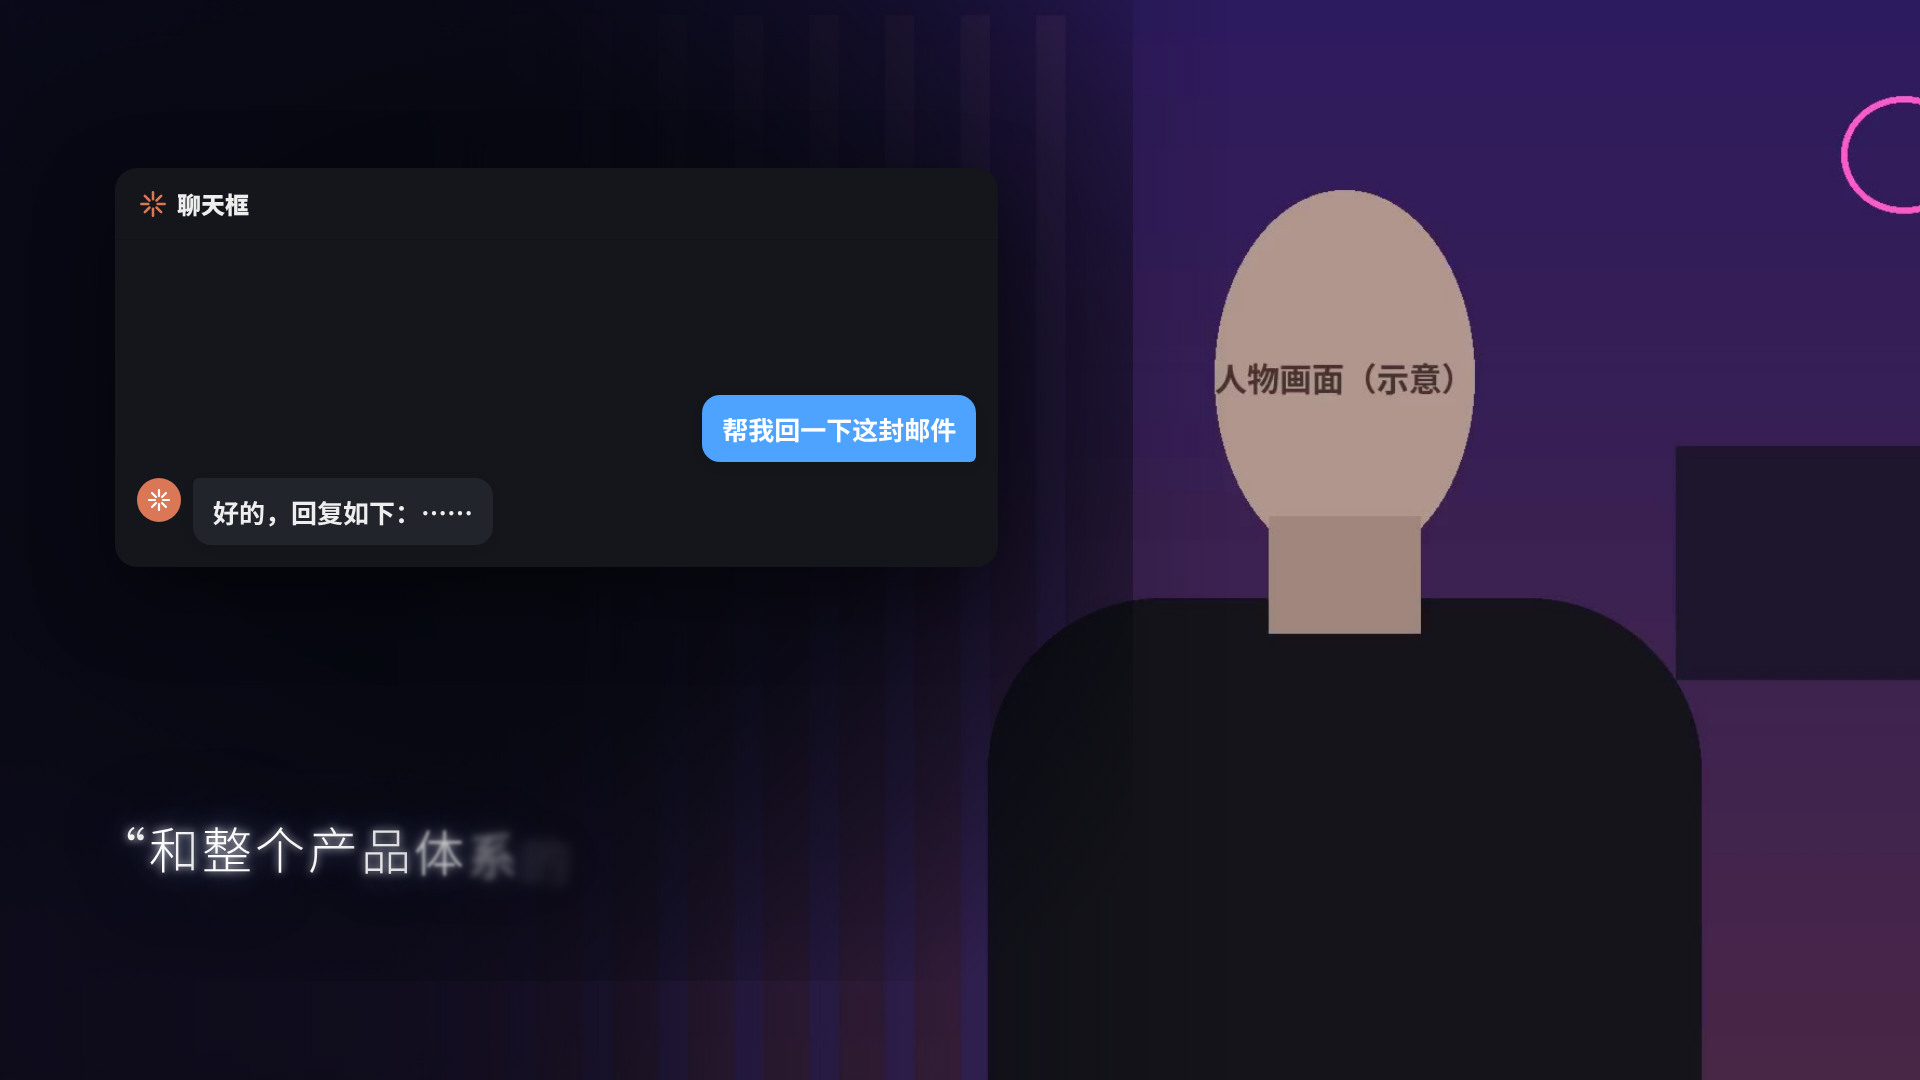 聊天框
人物画面（示意）
帮我回一下这封邮件
好的，回复如下：……
“和整个产品体系